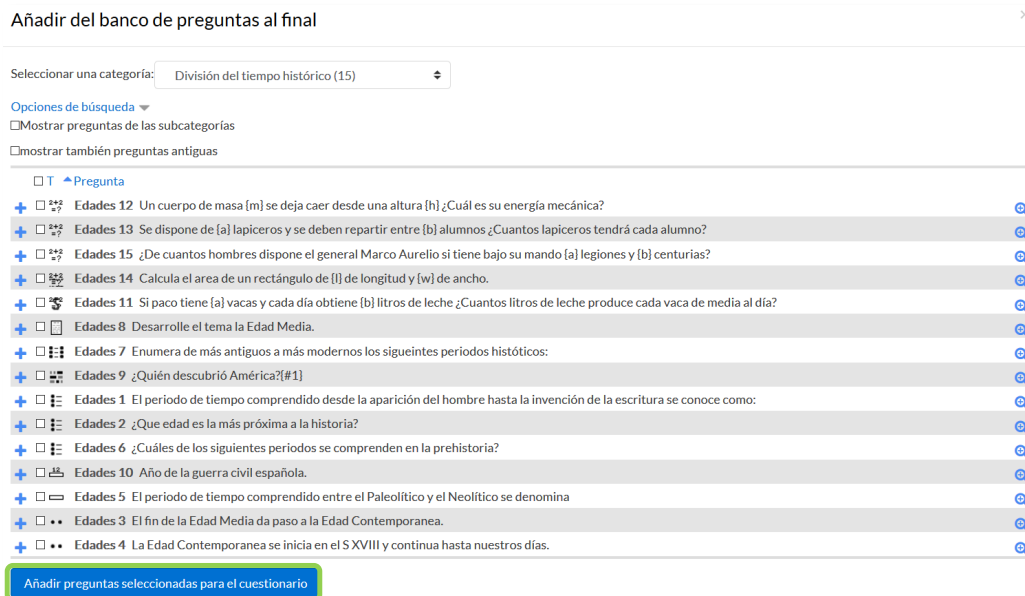 Añadir del banco de preguntas al final
Seleccionar una categoría: División del tiempo histórico (15)
Opciones de búsqueda
Mostrar preguntas de las subcategorías
mostrar también preguntas antiguas
T Pregunta
Edades 12 Un cuerpo de masa {m} se deja caer desde una altura {h} ¿Cuál es su energía mecánica?
Edades 13 Se dispone de {a} lapiceros y se deben repartir entre {b} alumnos ¿Cuantos lapiceros tendrá cada alumno?
Edades 15 ¿De cuantos hombres dispone el general Marco Aurelio si tiene bajo su mando {a} legiones y {b} centurias?
Edades 14 Calcula el area de un rectángulo de {l} de longitud y {w} de ancho.
Edades 11 Si paco tiene {a} vacas y cada día obtiene {b} litros de leche ¿Cuantos litros de leche produce cada vaca de media al día?
Edades 8 Desarrolle el tema la Edad Media.
Edades 7 Enumera de más antiguos a más modernos los sigueintes periodos históticos:
Edades 9 ¿Quién descubrió América?{#1}
Edades 1 El periodo de tiempo comprendido desde la aparición del hombre hasta la invención de la escritura se conoce como:
Edades 2 ¿Que edad es la más próxima a la historia?
Edades 6 ¿Cuáles de los siguientes periodos se comprenden en la prehistoria?
Edades 10 Año de la guerra civil española.
Edades 5 El periodo de tiempo comprendido entre el Paleolítico y el Neolítico se denomina
Edades 3 El fin de la Edad Media da paso a la Edad Contemporanea.
Edades 4 La Edad Contemporanea se inicia en el S XVIII y continua hasta nuestros días.
Añadir preguntas seleccionadas para el cuestionario